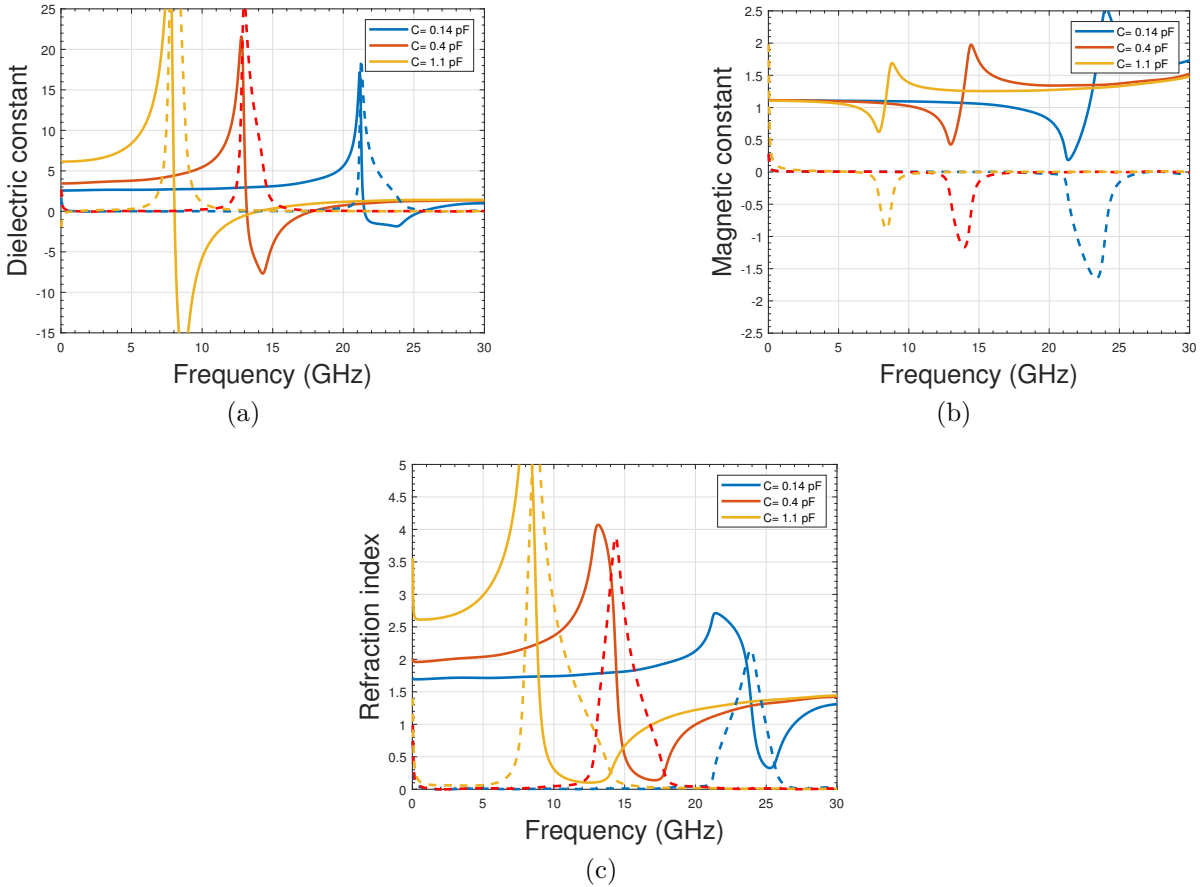 Dielectric constant
25
20
15
10
5
0
-5
-10
-15
0 5 10 15 20 25 30
C= 0.14 pF
C= 0.4 pF
C= 1.1 pF
Frequency (GHz)
(a)
Magnetic constant
2.5
2
1.5
1
0.5
0
-0.5
-1
-1.5
2
-2.5
0 5 10 15 20 25 30
C= 0.14 pF
C= 0.4 pF
C= 1.1 pF
Frequency (GHz)
(b)
Refraction index
5
4.5
4
3.5
3
2.5
2
1.5
1
0.5
0
0 5 10 15 20 25 30
C= 0.14 pF
C= 0.4 pF
C= 1.1 pF
Frequency (GHz)
(c)